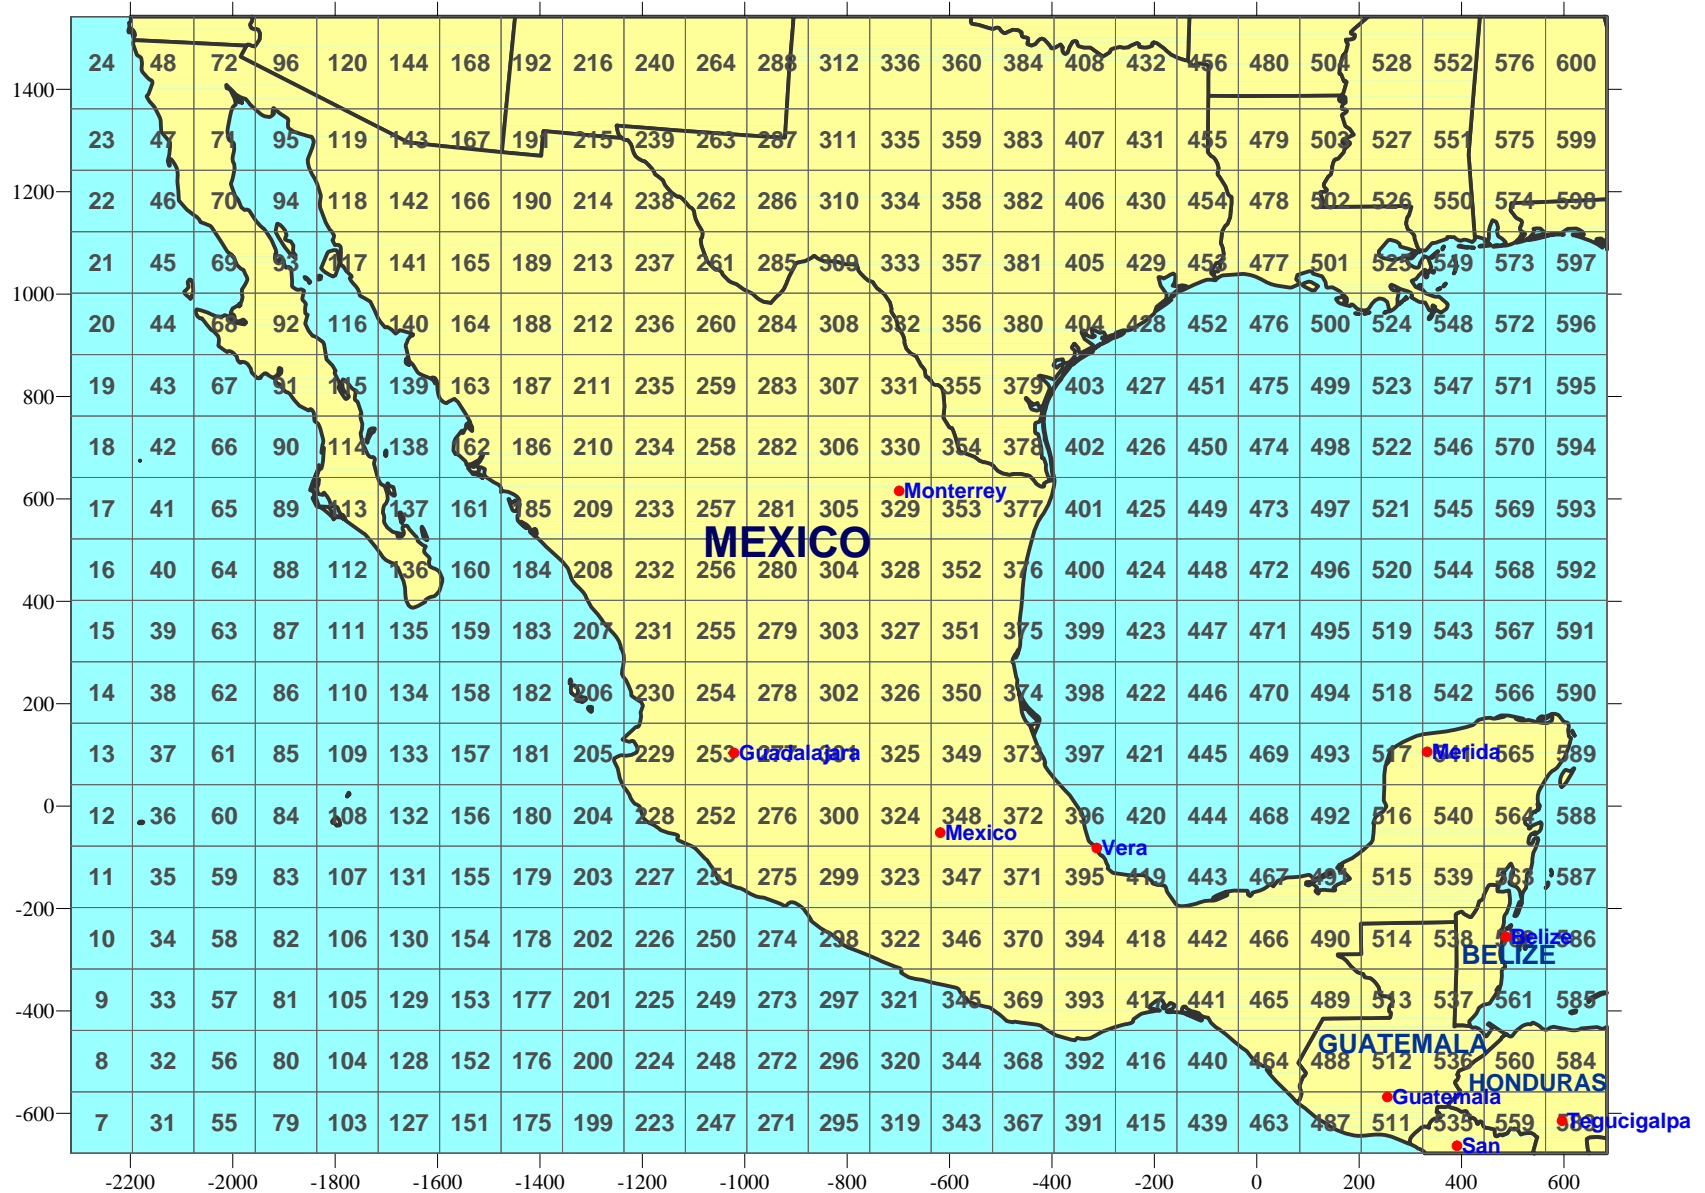 24 48 72 96 120 144 168 192 216 240 264 288 312 336 360 384 408 432 456 480 504 528 552 576 600
1400
23 47 71 95 119 143 167 191 215 239 263 287 311 335 359 383 407 431 455 479 503 527 551 575 599
1200
22 46 70 94 118 142 166 190 214 238 262 286 310 334 358 382 406 430 454 478 502 526 550 574 598
21 45 69 93 117 141 165 189 213 237 261 285 309 333 357 381 405 429 453 477 501 525 549 573 597
1000
20 44 68 92 116 140 164 188 212 236 260 284 308 332 356 380 404 428 452 476 500 524 548 572 596
19 43 67 91 115 139 163 187 211 235 259 283 307 331 355 379 403 427 451 475 499 523 547 571 595
800
18 42 66 90 114 138 162 186 210 234 258 282 306 330 354 378 402 426 450 474 498 522 546 570 594
Monterrey
600
17 41 65 89 113 137 161 185 209 233 257 281 305 329 353 377 401 425 449 473 497 521 545 569 593
MEXICO
16 40 64 88 112 136 160 184 208 232 256 280 304 328 352 376 400 424 448 472 496 520 544 568 592
400
15 39 63 87 111 135 159 183 207 231 255 279 303 327 351 375 399 423 447 471 495 519 543 567 591
14 38 62 86 110 134 158 182 206 230 254 278 302 326 350 374 398 422 446 470 494 518 542 566 590
200
13 37 61 85 109 133 157 181 205 229 253 277 301 325 349 373 397 421 445 469 493 517 541 565 589
Guadalajara
Merida
0
12 36 60 84 108 132 156 180 204 228 252 276 300 324 348 372 396 420 444 468 492 516 540 564 588
Mexico
Vera
11 35 59 83 107 131 155 179 203 227 251 275 299 323 347 371 395 419 443 467 491 515 539 563 587
-200
10 34 58 82 106 130 154 178 202 226 250 274 298 322 346 370 394 418 442 466 490 514 538 562 586
Belize
BELIZE
9 33 57 81 105 129 153 177 201 225 249 273 297 321 345 369 393 417 441 465 489 513 537 561 585
-400
GUATEMALA
8 32 56 80 104 128 152 176 200 224 248 272 296 320 344 368 392 416 440 464 488 512 536 560 584
HONDURAS
Guatemala
-600
7 31 55 79 103 127 151 175 199 223 247 271 295 319 343 367 391 415 439 463 487 511 535 559 583
Tegucigalpa
San
-2200 -2000 -1800 -1600 -1400 -1200 -1000 -800 -600 -400 -200 0 200 400 600